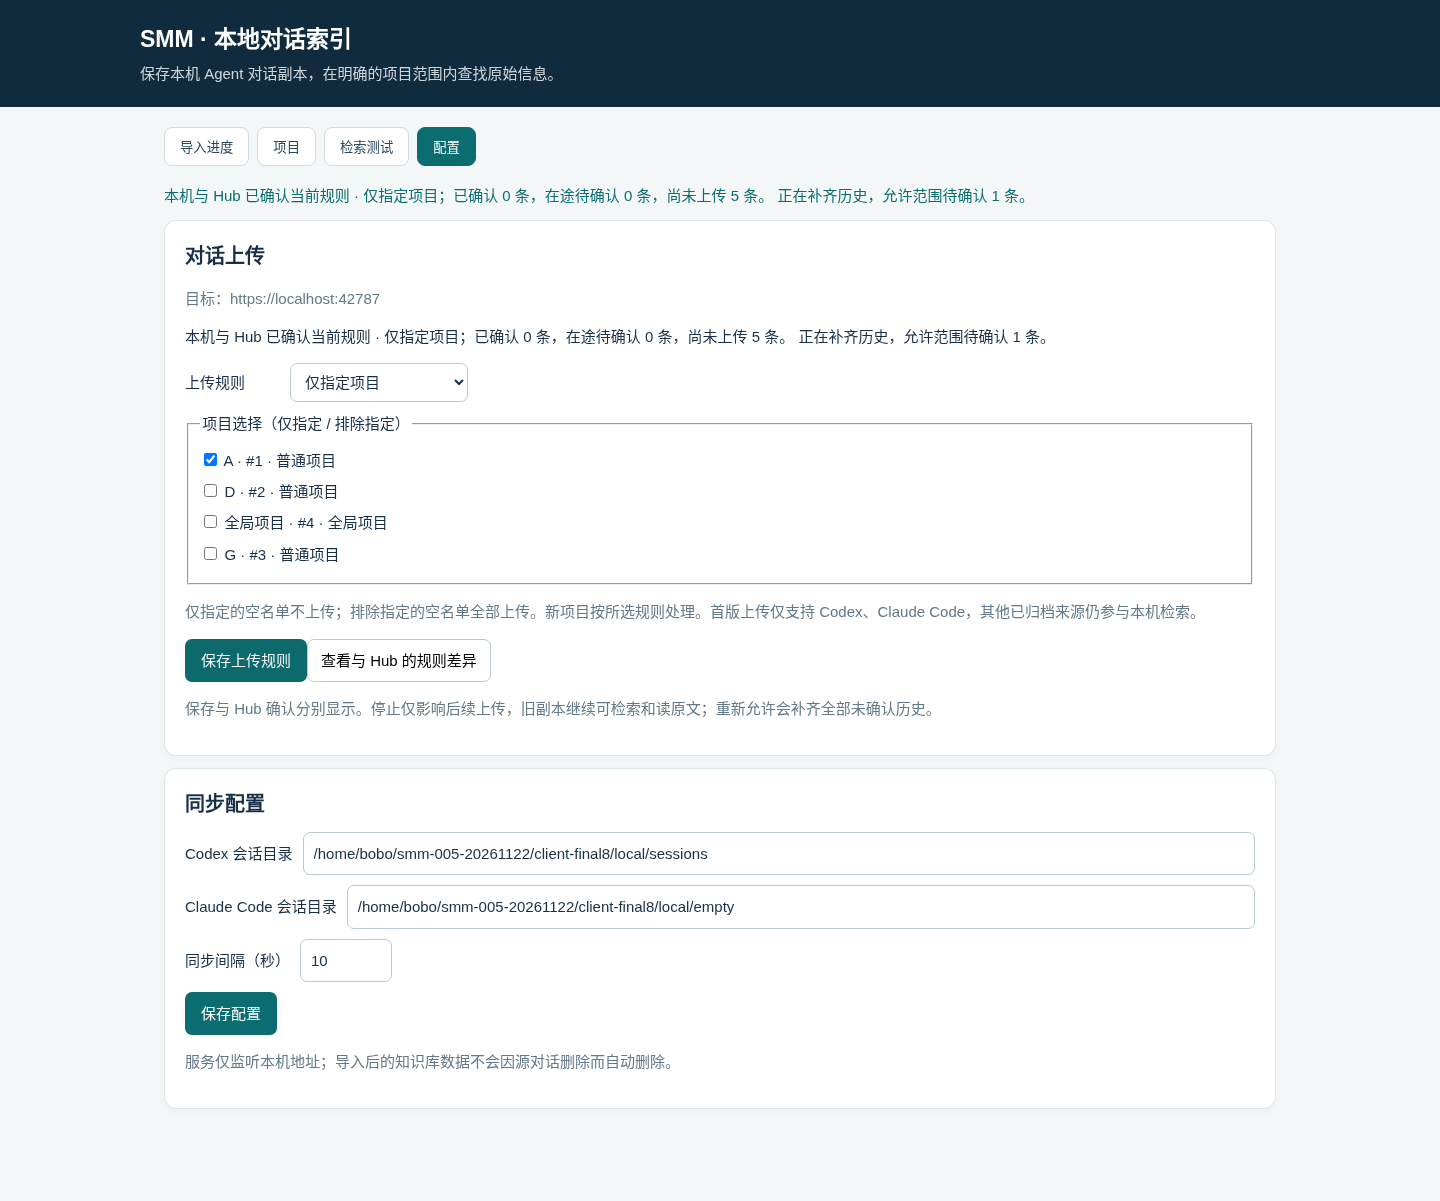 SMM · 本地对话索引
保存本机 Agent 对话副本，在明确的项目范围内查找原始信息。
导入进度 项目 检索测试 配置
本机与 Hub 已确认当前规则 · 仅指定项目；已确认 0 条，在途待确认 0 条，尚未上传 5 条。 正在补齐历史，允许范围待确认 1 条。
对话上传
目标：https://localhost:42787
本机与 Hub 已确认当前规则 · 仅指定项目；已确认 0 条，在途待确认 0 条，尚未上传 5 条。 正在补齐历史，允许范围待确认 1 条。
上传规则 仅指定项目
项目选择（仅指定 / 排除指定）
A · #1 · 普通项目
D · #2 · 普通项目
全局项目 · #4 · 全局项目
G · #3 · 普通项目
仅指定的空名单不上传；排除指定的空名单全部上传。新项目按所选规则处理。首版上传仅支持 Codex、Claude Code，其他已归档来源仍参与本机检索。
保存上传规则 查看与 Hub 的规则差异
保存与 Hub 确认分别显示。停止仅影响后续上传，旧副本继续可检索和读原文；重新允许会补齐全部未确认历史。
同步配置
Codex 会话目录 /home/bobo/smm-005-20261122/client-final8/local/sessions
Claude Code 会话目录 /home/bobo/smm-005-20261122/client-final8/local/empty
同步间隔（秒） 10
保存配置
服务仅监听本机地址；导入后的知识库数据不会因源对话删除而自动删除。